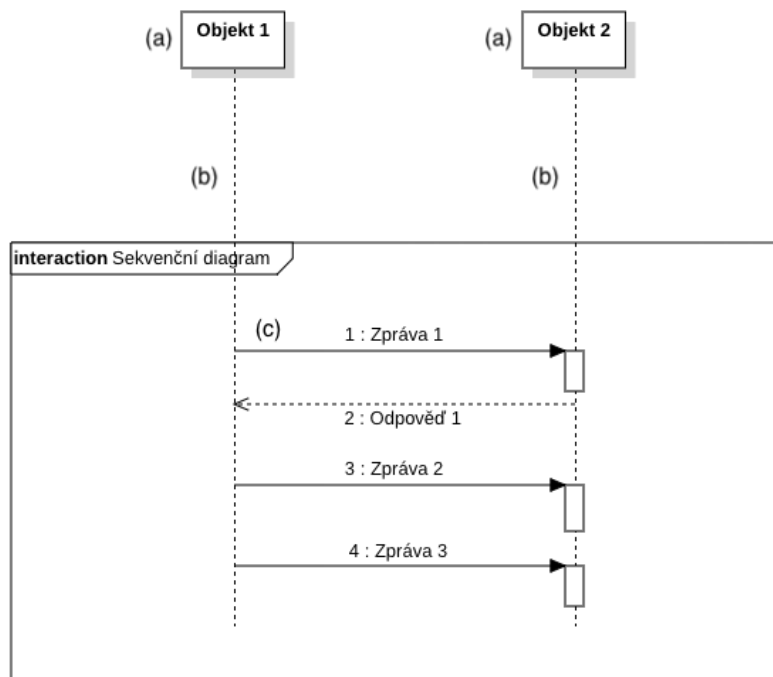 (a) Objekt 1 (a) Objekt 2
(b) (b)
interaction Sekvenční diagram
(c)
1 : Zpráva 1
2 : Odpověď 1
3 : Zpráva 2
4 : Zpráva 3